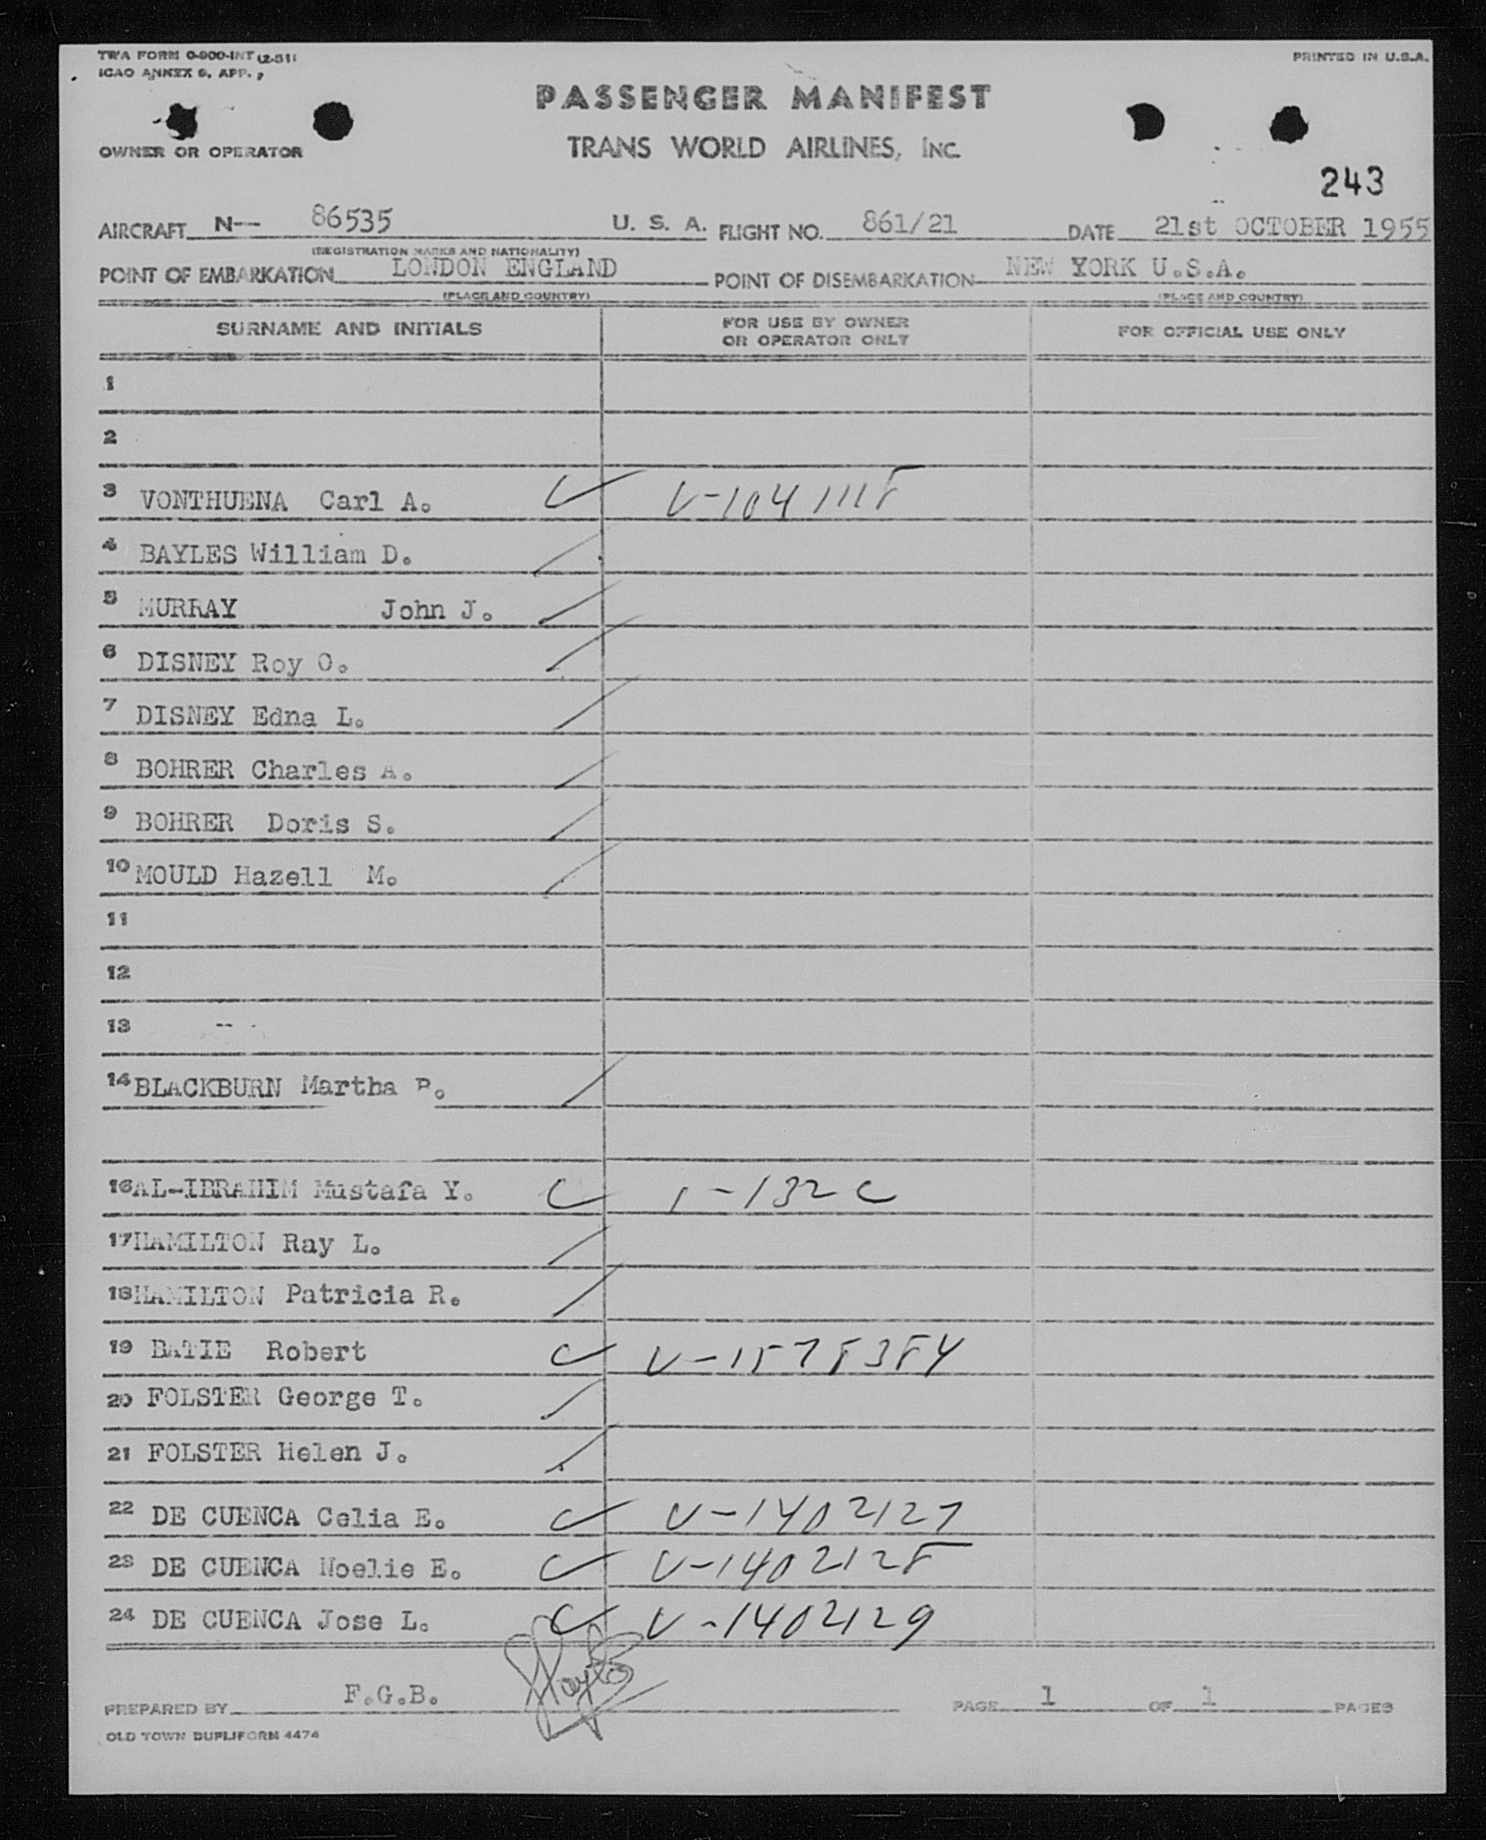 TWA FORM 0-900-INT (2-51)
ICAO ANNEX 9, APP.
PRINTED IN U.S.A.
PASSENGER MANIFEST
OWNER OR OPERATOR
TRANS WORLD AIRLINES, INC.
243
AIRCRAFT N-- 86535 U. S. A. FLIGHT NO. 861/21 DATE 21st OCTOBER 1955
(REGISTRATION MARKS AND NATIONALITY)
POINT OF EMBARKATION LONDON ENGLAND POINT OF DISEMBARKATION NEW YORK U.S.A.
(PLACE AND COUNTRY) (PLACE AND COUNTRY)
SURNAME AND INITIALS FOR USE BY OWNER OR OPERATOR ONLY FOR OFFICIAL USE ONLY
1
2
3 VONTHUENA Carl A. V-1041118
4 BAYLES William D.
5 MURRAY John J.
6 DISNEY Roy O.
7 DISNEY Edna L.
8 BOHRER Charles A.
9 BOHRER Doris S.
10 MOULD Hazell M.
11
12
13 --
14 BLACKBURN Martha P.
16 AL-IBRAHIM Mustafa Y. 1-132C
17 HAMILTON Ray L.
18 HAMILTON Patricia R.
19 BATIE Robert V-1578384
20 FOLSTER George T.
21 FOLSTER Helen J.
22 DE CUENCA Celia E. V-1402127
23 DE CUENCA Noelie E. V-1402128
24 DE CUENCA Jose L. V-1402129
PREPARED BY F.G.B. PAGE 1 OF 1 PAGES
OLD TOWN DUPLIFORM 4474